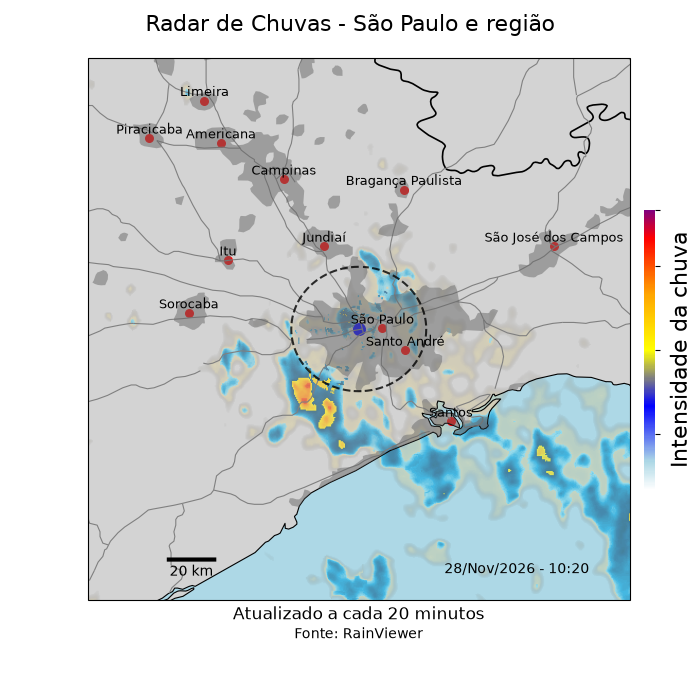 Radar de Chuvas - São Paulo e região
Limeira
Piracicaba
Americana
Campinas
Bragança Paulista
Jundiaí
São José dos Campos
Itu
Sorocaba
São Paulo
Santo André
Santos
Intensidade da chuva
20 km
28/Nov/2026 - 10:20
Atualizado a cada 20 minutos
Fonte: RainViewer